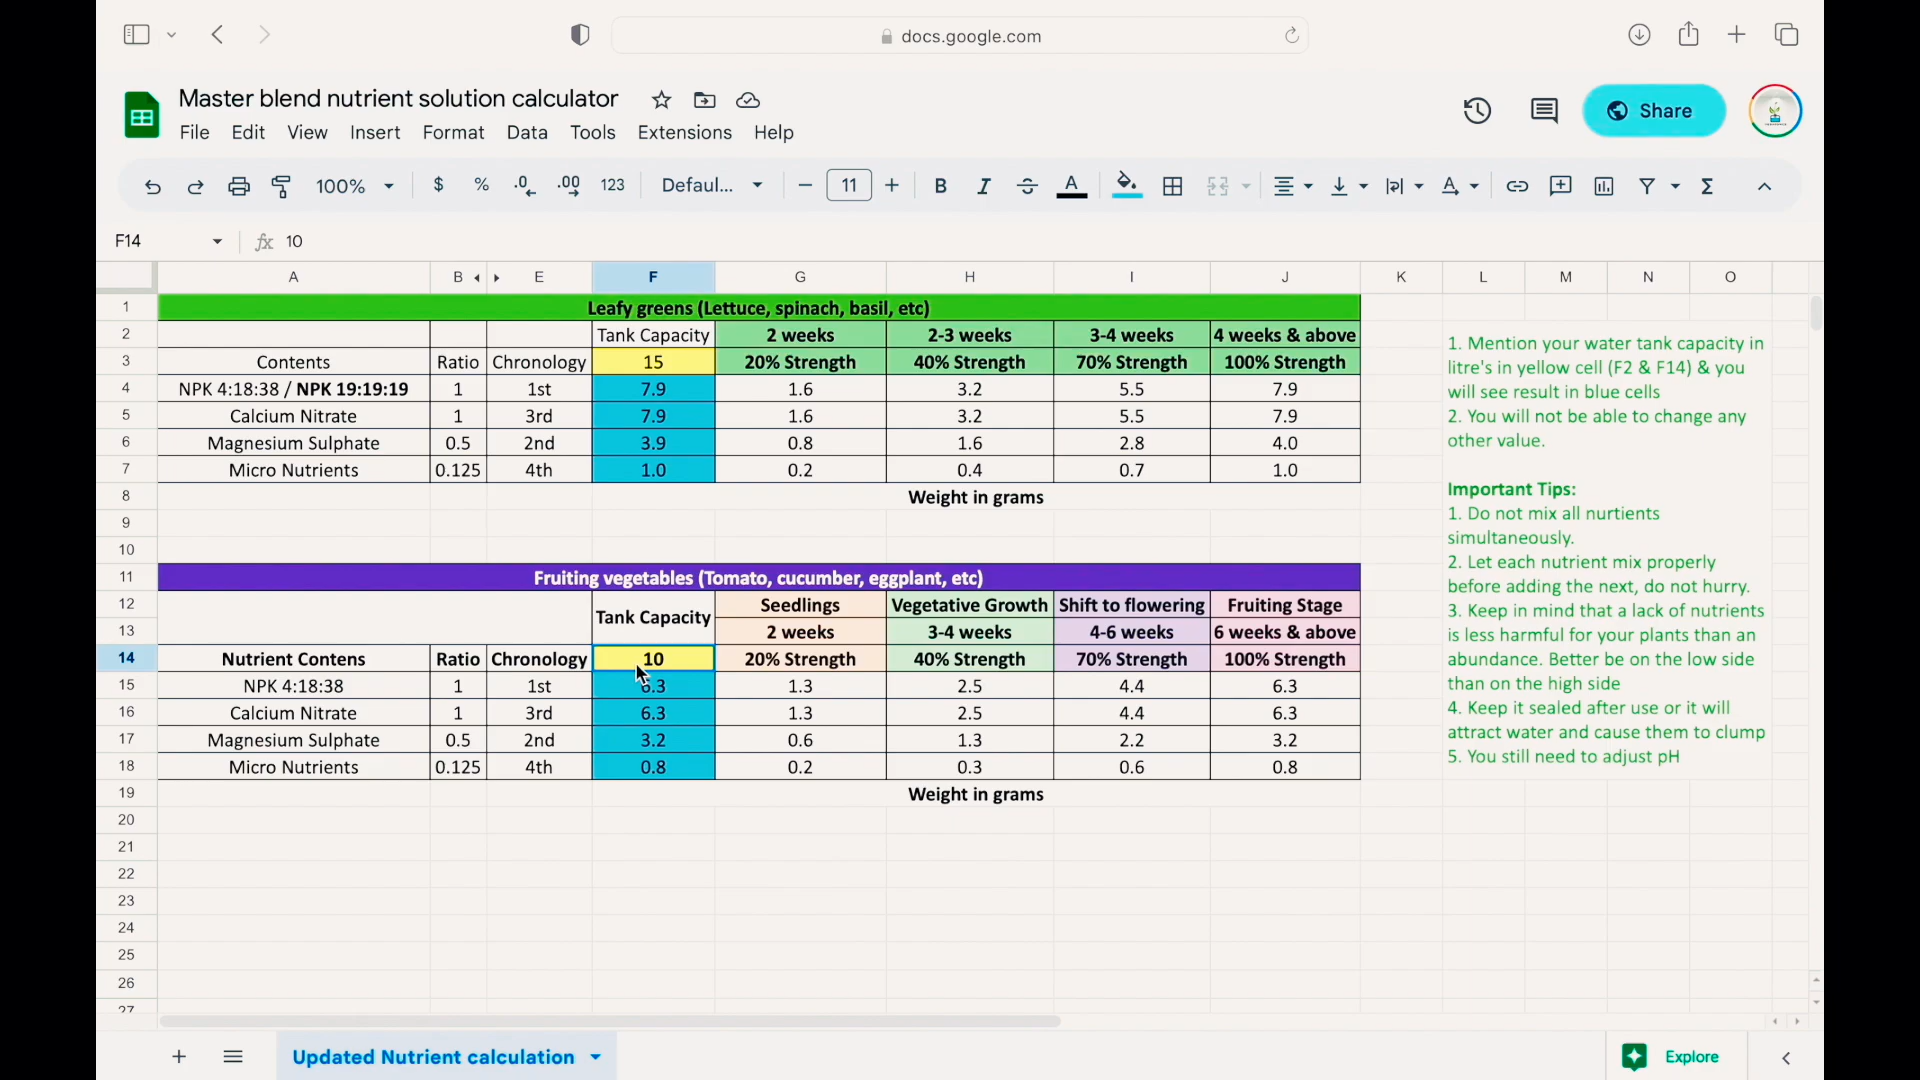 docs.google.com
Master blend nutrient solution calculator
File Edit View Insert Format Data Tools Extensions Help
Share
100% $ % .0 .00 123 Defaul... 11 B I S A
F14 fx 10
A B E F G H I J K L M N O
1 Leafy greens (Lettuce, spinach, basil, etc)
2 Tank Capacity 2 weeks 2-3 weeks 3-4 weeks 4 weeks & above
3 Contents Ratio Chronology 15 20% Strength 40% Strength 70% Strength 100% Strength
4 NPK 4:18:38 / NPK 19:19:19 1 1st 7.9 1.6 3.2 5.5 7.9
5 Calcium Nitrate 1 3rd 7.9 1.6 3.2 5.5 7.9
6 Magnesium Sulphate 0.5 2nd 3.9 0.8 1.6 2.8 4.0
7 Micro Nutrients 0.125 4th 1.0 0.2 0.4 0.7 1.0
8 Weight in grams
9
10
11 Fruiting vegetables (Tomato, cucumber, eggplant, etc)
12 Tank Capacity Seedlings Vegetative Growth Shift to flowering Fruiting Stage
13 2 weeks 3-4 weeks 4-6 weeks 6 weeks & above
14 Nutrient Contens Ratio Chronology 10 20% Strength 40% Strength 70% Strength 100% Strength
15 NPK 4:18:38 1 1st 6.3 1.3 2.5 4.4 6.3
16 Calcium Nitrate 1 3rd 6.3 1.3 2.5 4.4 6.3
17 Magnesium Sulphate 0.5 2nd 3.2 0.6 1.3 2.2 3.2
18 Micro Nutrients 0.125 4th 0.8 0.2 0.3 0.6 0.8
19 Weight in grams
20
21
22
23
24
25
26
27
1. Mention your water tank capacity in
litre's in yellow cell (F2 & F14) & you
will see result in blue cells
2. You will not be able to change any
other value.
Important Tips:
1. Do not mix all nurtients
simultaneously.
2. Let each nutrient mix properly
before adding the next, do not hurry.
3. Keep in mind that a lack of nutrients
is less harmful for your plants than an
abundance. Better be on the low side
than on the high side
4. Keep it sealed after use or it will
attract water and cause them to clump
5. You still need to adjust pH
Updated Nutrient calculation
Explore